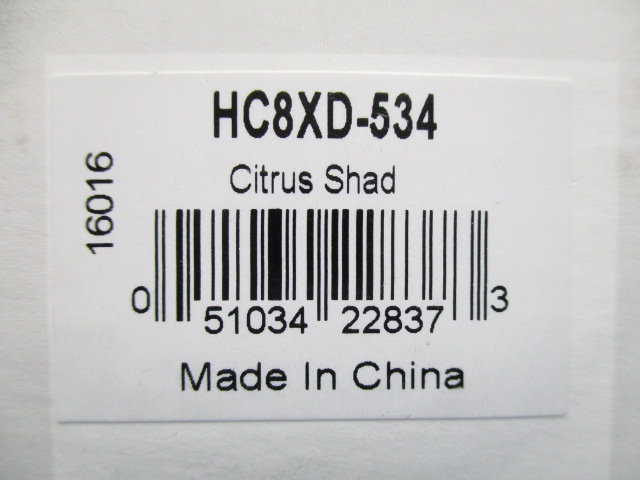 HC8XD-534
Citrus Shad
16016
0 51034 22837 3
Made In China